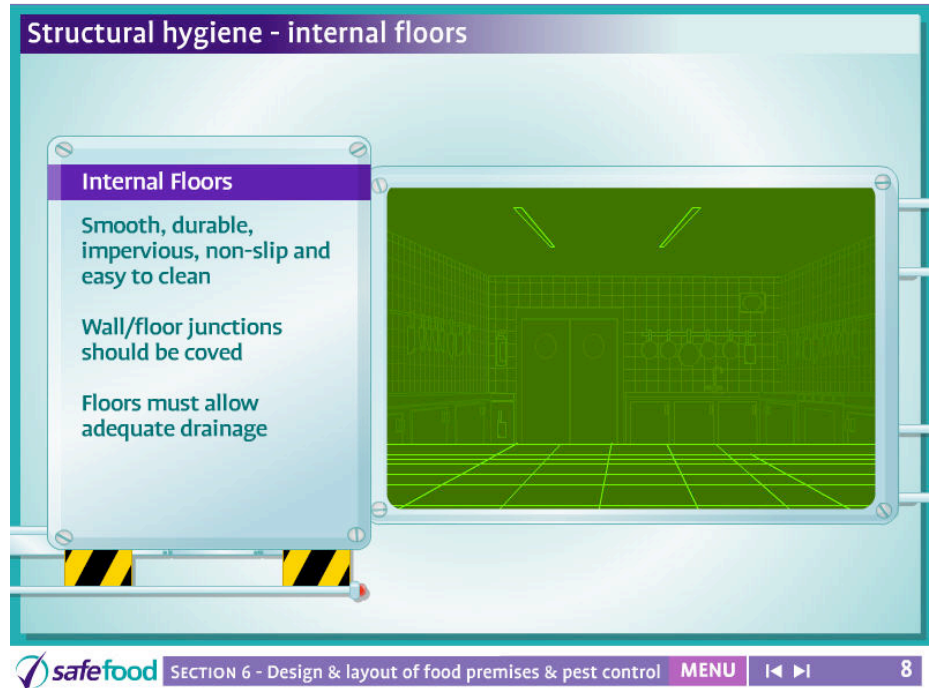 Structural hygiene - internal floors
Internal Floors
Smooth, durable,
impervious, non-slip and
easy to clean
Wall/floor junctions
should be coved
Floors must allow
adequate drainage
safefood SECTION 6 - Design & layout of food premises & pest control MENU 8